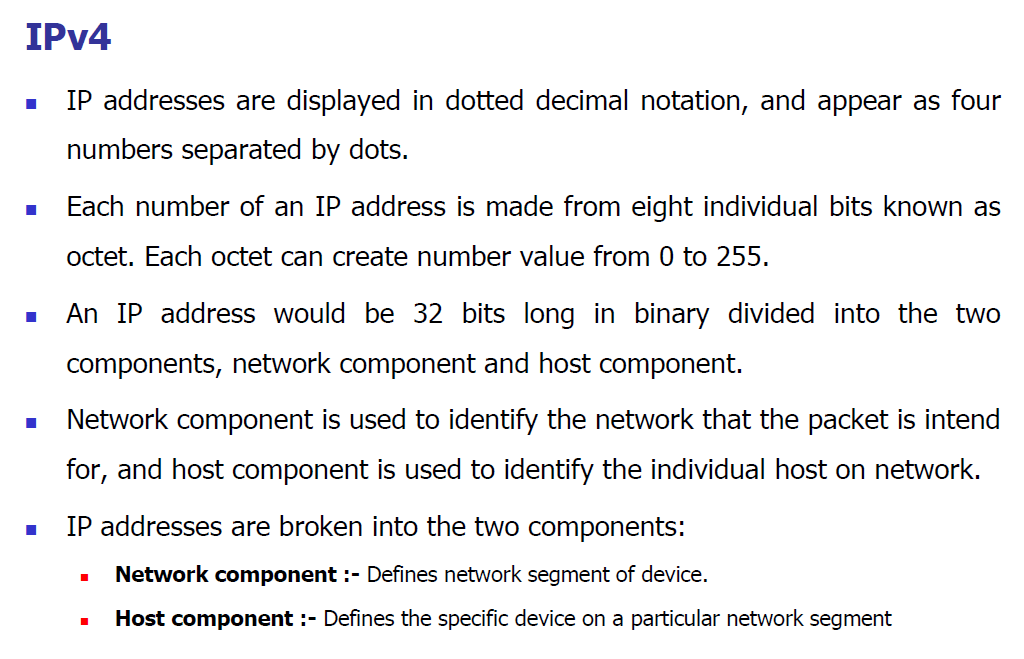 IPv4
▪ IP addresses are displayed in dotted decimal notation, and appear as four
numbers separated by dots.
▪ Each number of an IP address is made from eight individual bits known as
octet. Each octet can create number value from 0 to 255.
▪ An IP address would be 32 bits long in binary divided into the two
components, network component and host component.
▪ Network component is used to identify the network that the packet is intend
for, and host component is used to identify the individual host on network.
▪ IP addresses are broken into the two components:
▪ Network component :- Defines network segment of device.
▪ Host component :- Defines the specific device on a particular network segment